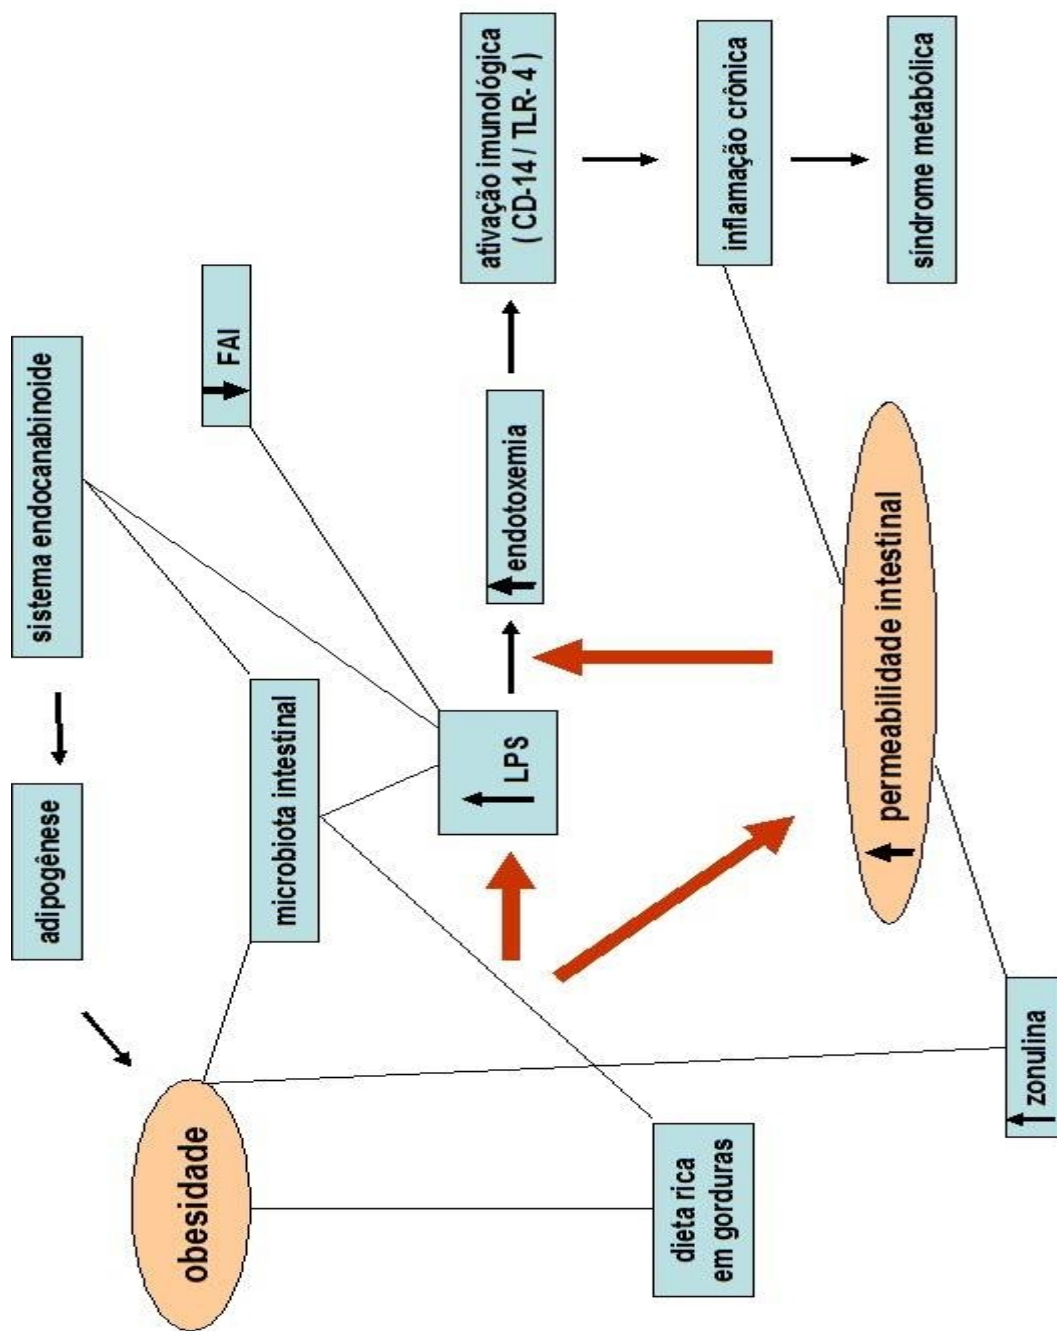 sistema endocanabinoide
adipogênese
obesidade
FAI
microbiota intestinal
LPS
endotoxemia
ativação imunológica
( CD-14 / TLR- 4 )
dieta rica
em gorduras
inflamação crônica
permeabilidade intestinal
síndrome metabólica
zonulina